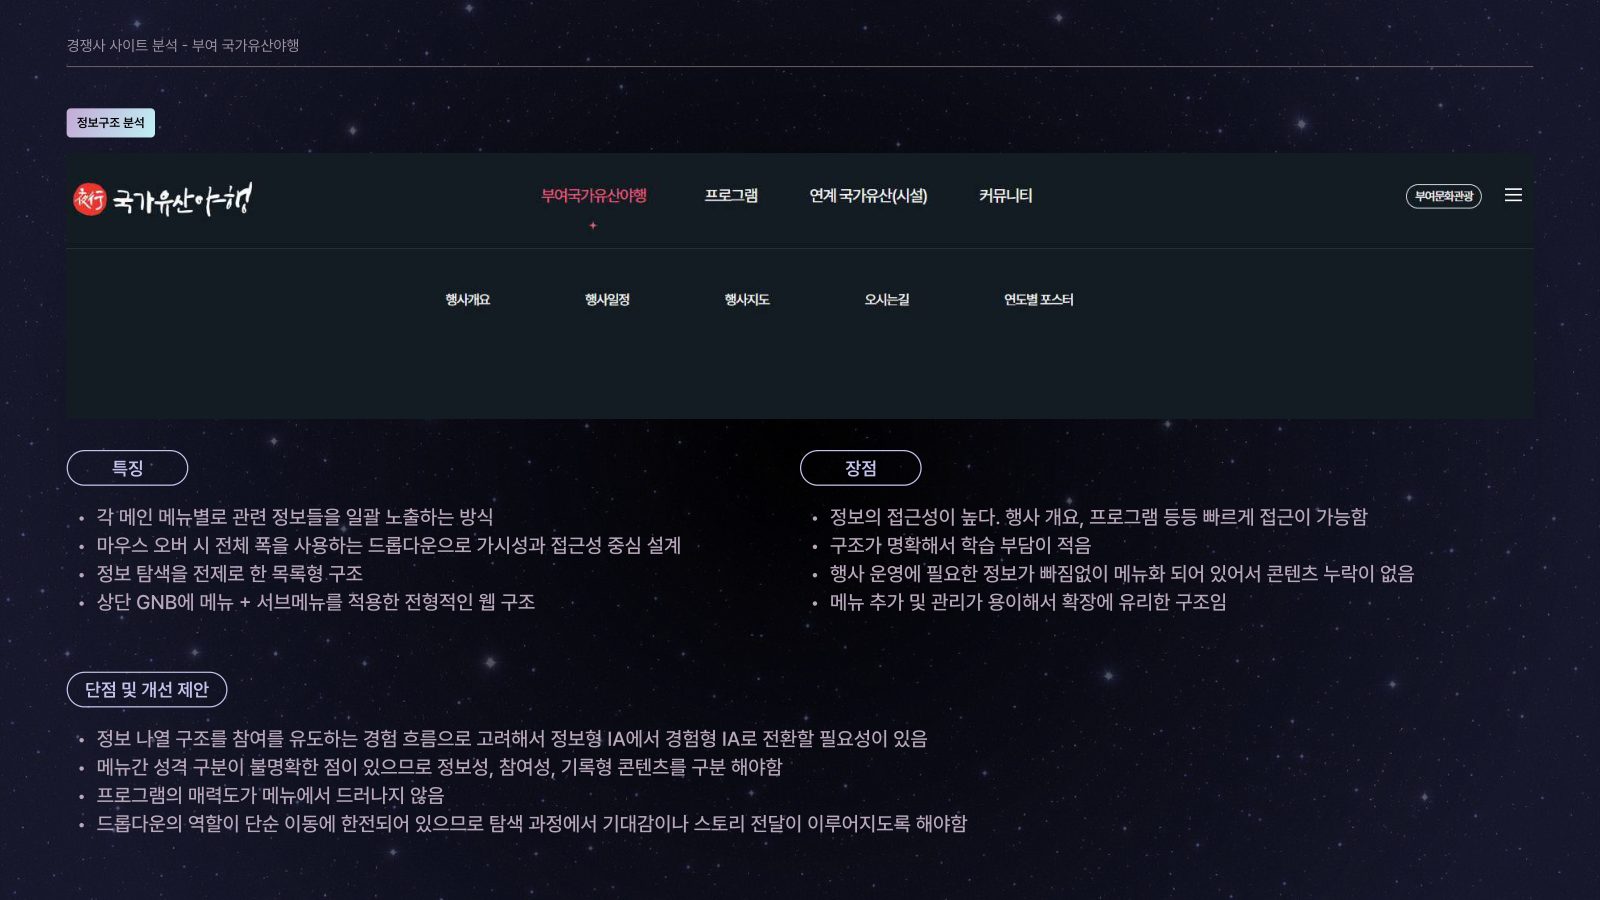 경쟁사 사이트 분석 - 부여 국가유산야행
정보구조 분석
夜行 국가유산야행
부여국가유산야행 프로그램 연계 국가유산(시설) 커뮤니티 부여문화관광
행사개요 행사일정 행사지도 오시는길 연도별 포스터
특징
• 각 메인 메뉴별로 관련 정보들을 일괄 노출하는 방식
• 마우스 오버 시 전체 폭을 사용하는 드롭다운으로 가시성과 접근성 중심 설계
• 정보 탐색을 전제로 한 목록형 구조
• 상단 GNB에 메뉴 + 서브메뉴를 적용한 전형적인 웹 구조
장점
• 정보의 접근성이 높다. 행사 개요, 프로그램 등등 빠르게 접근이 가능함
• 구조가 명확해서 학습 부담이 적음
• 행사 운영에 필요한 정보가 빠짐없이 메뉴화 되어 있어서 콘텐츠 누락이 없음
• 메뉴 추가 및 관리가 용이해서 확장에 유리한 구조임
단점 및 개선 제안
• 정보 나열 구조를 참여를 유도하는 경험 흐름으로 고려해서 정보형 IA에서 경험형 IA로 전환할 필요성이 있음
• 메뉴간 성격 구분이 불명확한 점이 있으므로 정보성, 참여성, 기록형 콘텐츠를 구분 해야함
• 프로그램의 매력도가 메뉴에서 드러나지 않음
• 드롭다운의 역할이 단순 이동에 한전되어 있으므로 탐색 과정에서 기대감이나 스토리 전달이 이루어지도록 해야함